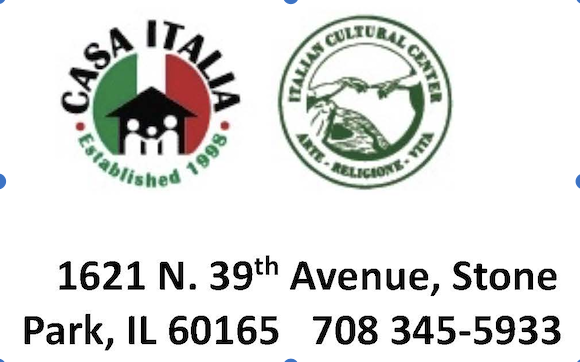 CASA ITALIA
Established 1998
ITALIAN CULTURAL CENTER
ARTE - RELIGIONE - VITA
1621 N. 39th Avenue, Stone
Park, IL 60165 708 345-5933